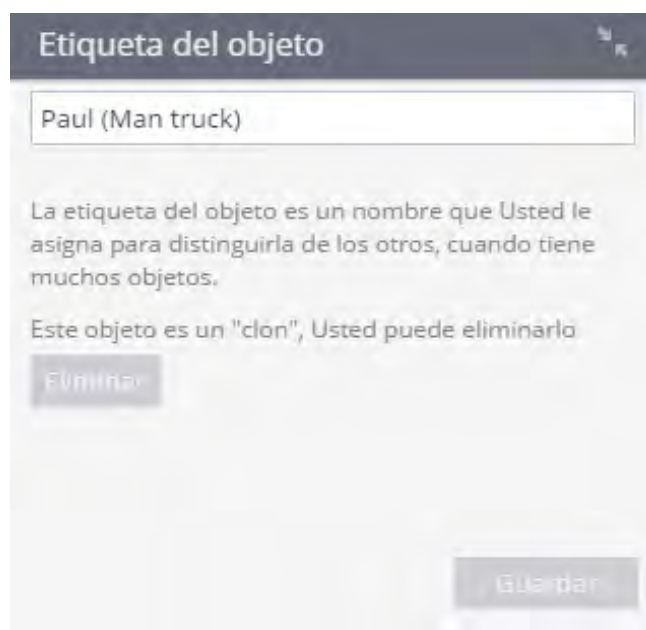 Etiqueta del objeto
Paul (Man truck)
La etiqueta del objeto es un nombre que Usted le
asigna para distinguirla de los otros, cuando tiene
muchos objetos.
Este objeto es un "clon", Usted puede eliminarlo
Eliminar
Guardar